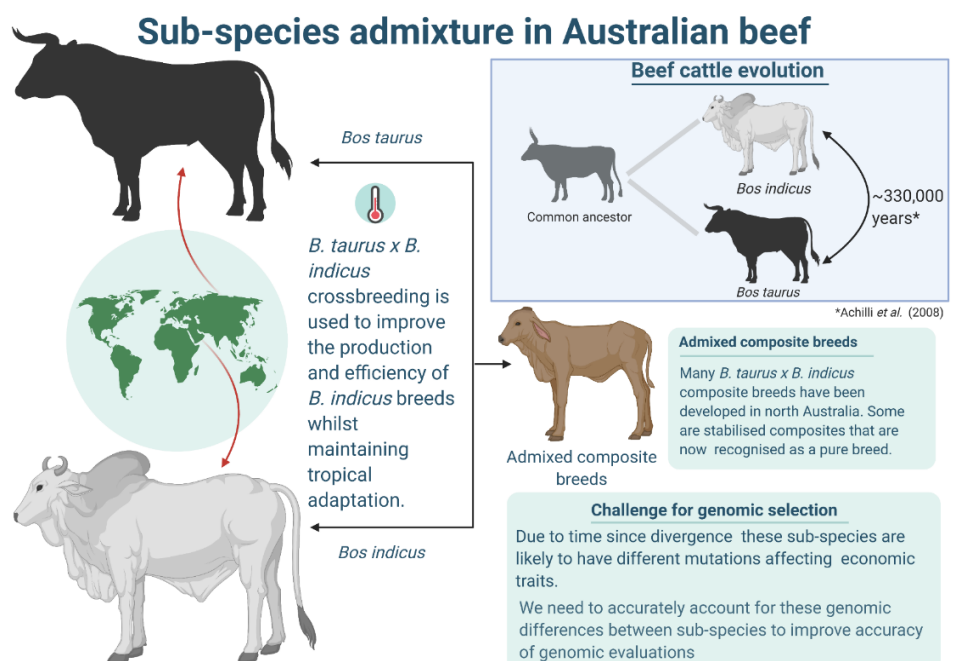 Sub-species admixture in Australian beef
Bos taurus
B. taurus x B.
indicus
crossbreeding is
used to improve
the production
and efficiency of
B. indicus breeds
whilst
maintaining
tropical
adaptation.
Bos indicus
Beef cattle evolution
Common ancestor
Bos indicus
Bos taurus
~330,000
years*
*Achilli et al. (2008)
Admixed composite
breeds
Admixed composite breeds
Many B. taurus x B. indicus
composite breeds have been
developed in north Australia. Some
are stabilised composites that are
now recognised as a pure breed.
Challenge for genomic selection
Due to time since divergence these sub-species are
likely to have different mutations affecting economic
traits.
We need to accurately account for these genomic
differences between sub-species to improve accuracy
of genomic evaluations